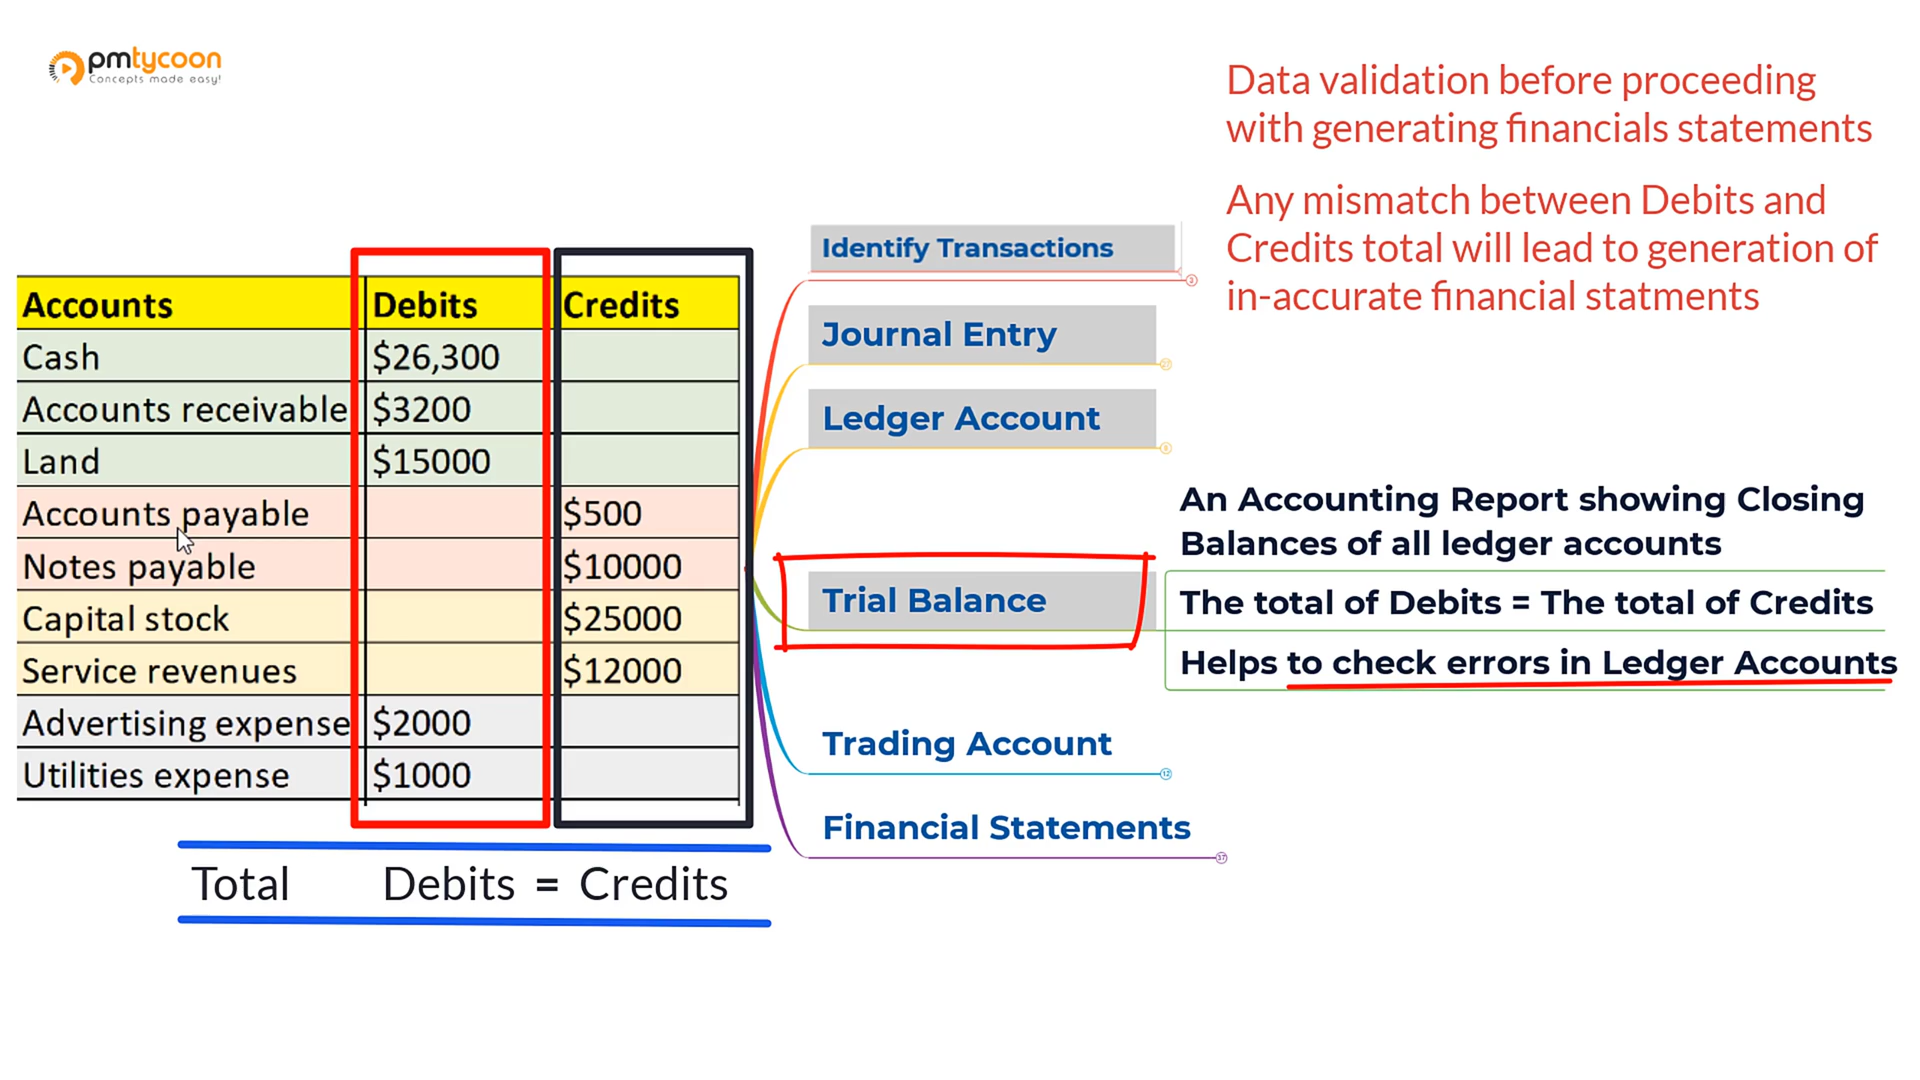 pmtycoon
Concepts made easy!
Data validation before proceeding
with generating financials statements
Any mismatch between Debits and
Credits total will lead to generation of
in-accurate financial statments
Accounts Debits Credits
Cash $26,300
Accounts receivable $3200
Land $15000
Accounts payable $500
Notes payable $10000
Capital stock $25000
Service revenues $12000
Advertising expense $2000
Utilities expense $1000
Total Debits = Credits
Identify Transactions
3
Journal Entry
27
Ledger Account
Trial Balance
An Accounting Report showing Closing
Balances of all ledger accounts
The total of Debits = The total of Credits
Helps to check errors in Ledger Accounts
Trading Account
12
Financial Statements
37